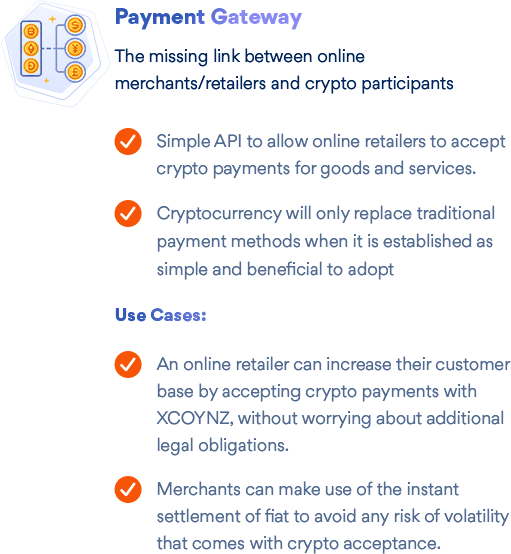 Payment Gateway
The missing link between online
merchants/retailers and crypto participants
Simple API to allow online retailers to accept
crypto payments for goods and services.
Cryptocurrency will only replace traditional
payment methods when it is established as
simple and beneficial to adopt
Use Cases:
An online retailer can increase their customer
base by accepting crypto payments with
XCOYNZ, without worrying about additional
legal obligations.
Merchants can make use of the instant
settlement of fiat to avoid any risk of volatility
that comes with crypto acceptance.